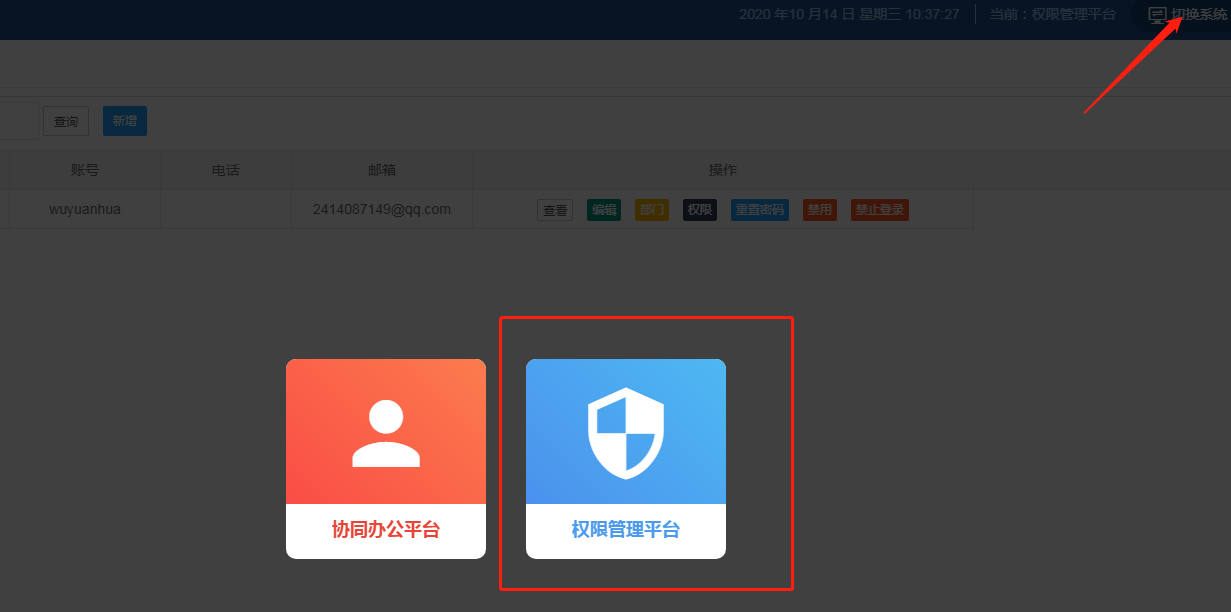 2020 年10 月14 日 星期三 10:37:27 当前：权限管理平台 切换系统
查询 新增
账号 电话 邮箱 操作
wuyuanhua 2414087149@qq.com 查看 编辑 部门 权限 重置密码 禁用 禁止登录
协同办公平台 权限管理平台